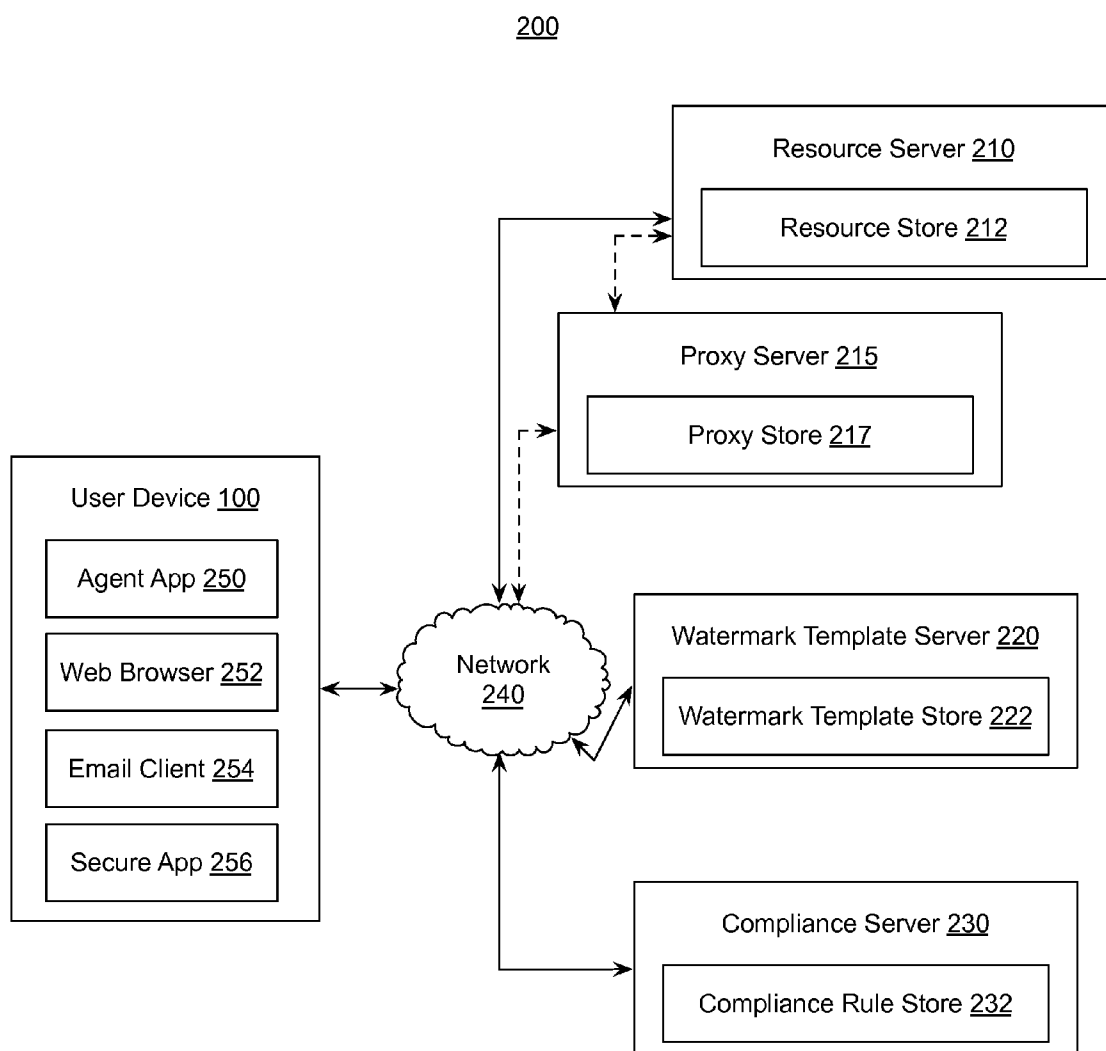 200
Resource Server 210
Resource Store 212
Proxy Server 215
Proxy Store 217
User Device 100
Agent App 250
Web Browser 252
Email Client 254
Secure App 256
Network
240
Watermark Template Server 220
Watermark Template Store 222
Compliance Server 230
Compliance Rule Store 232